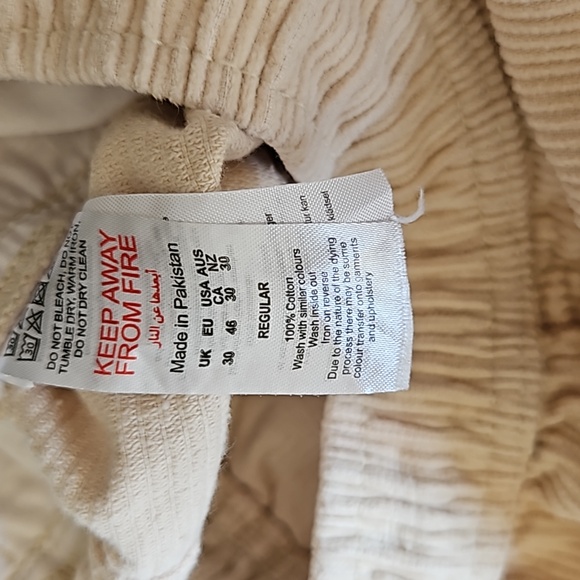 DO NOT BLEACH, DO NOT
TUMBLE DRY, WARM IRON,
DO NOT DRY CLEAN
KEEP AWAY
FROM FIRE
أبعدها عن النار
Made in Pakistan
UK EU USA AUS
CA NZ
30 46 30 30
REGULAR
100% Cotton
Wash with similar colours
Wash inside out
Iron on reverse
Due to the nature of the dying
process there may be some
colour transfer onto garments
and upholstery
ur kan
klädsel